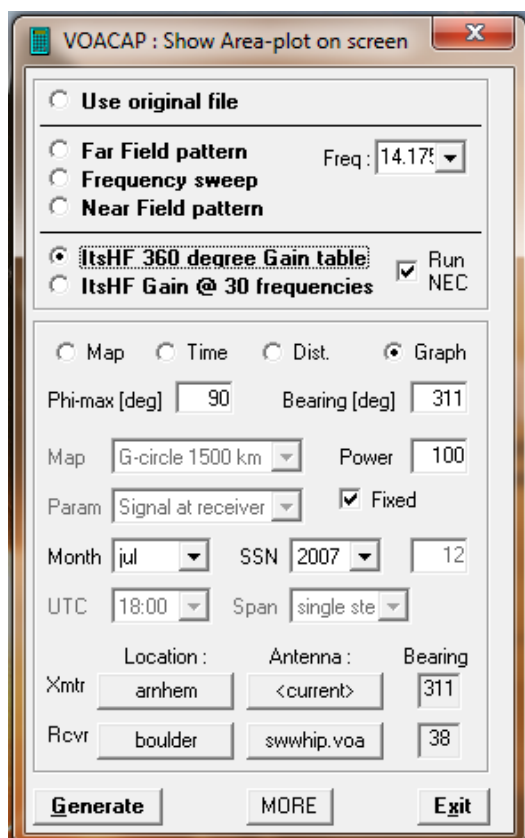 VOACAP : Show Area-plot on screen
Use original file
Far Field pattern Freq : 14.175
Frequency sweep
Near Field pattern
ItsHF 360 degree Gain table Run
ItsHF Gain @ 30 frequencies NEC
Map Time Dist. Graph
Phi-max [deg] 90 Bearing [deg] 311
Map G-circle 1500 km Power 100
Param Signal at receiver Fixed
Month jul SSN 2007 12
UTC 18:00 Span single ste
Location : Antenna : Bearing
Xmtr arnhem <current> 311
Rcvr boulder swwhip.voa 38
Generate MORE Exit